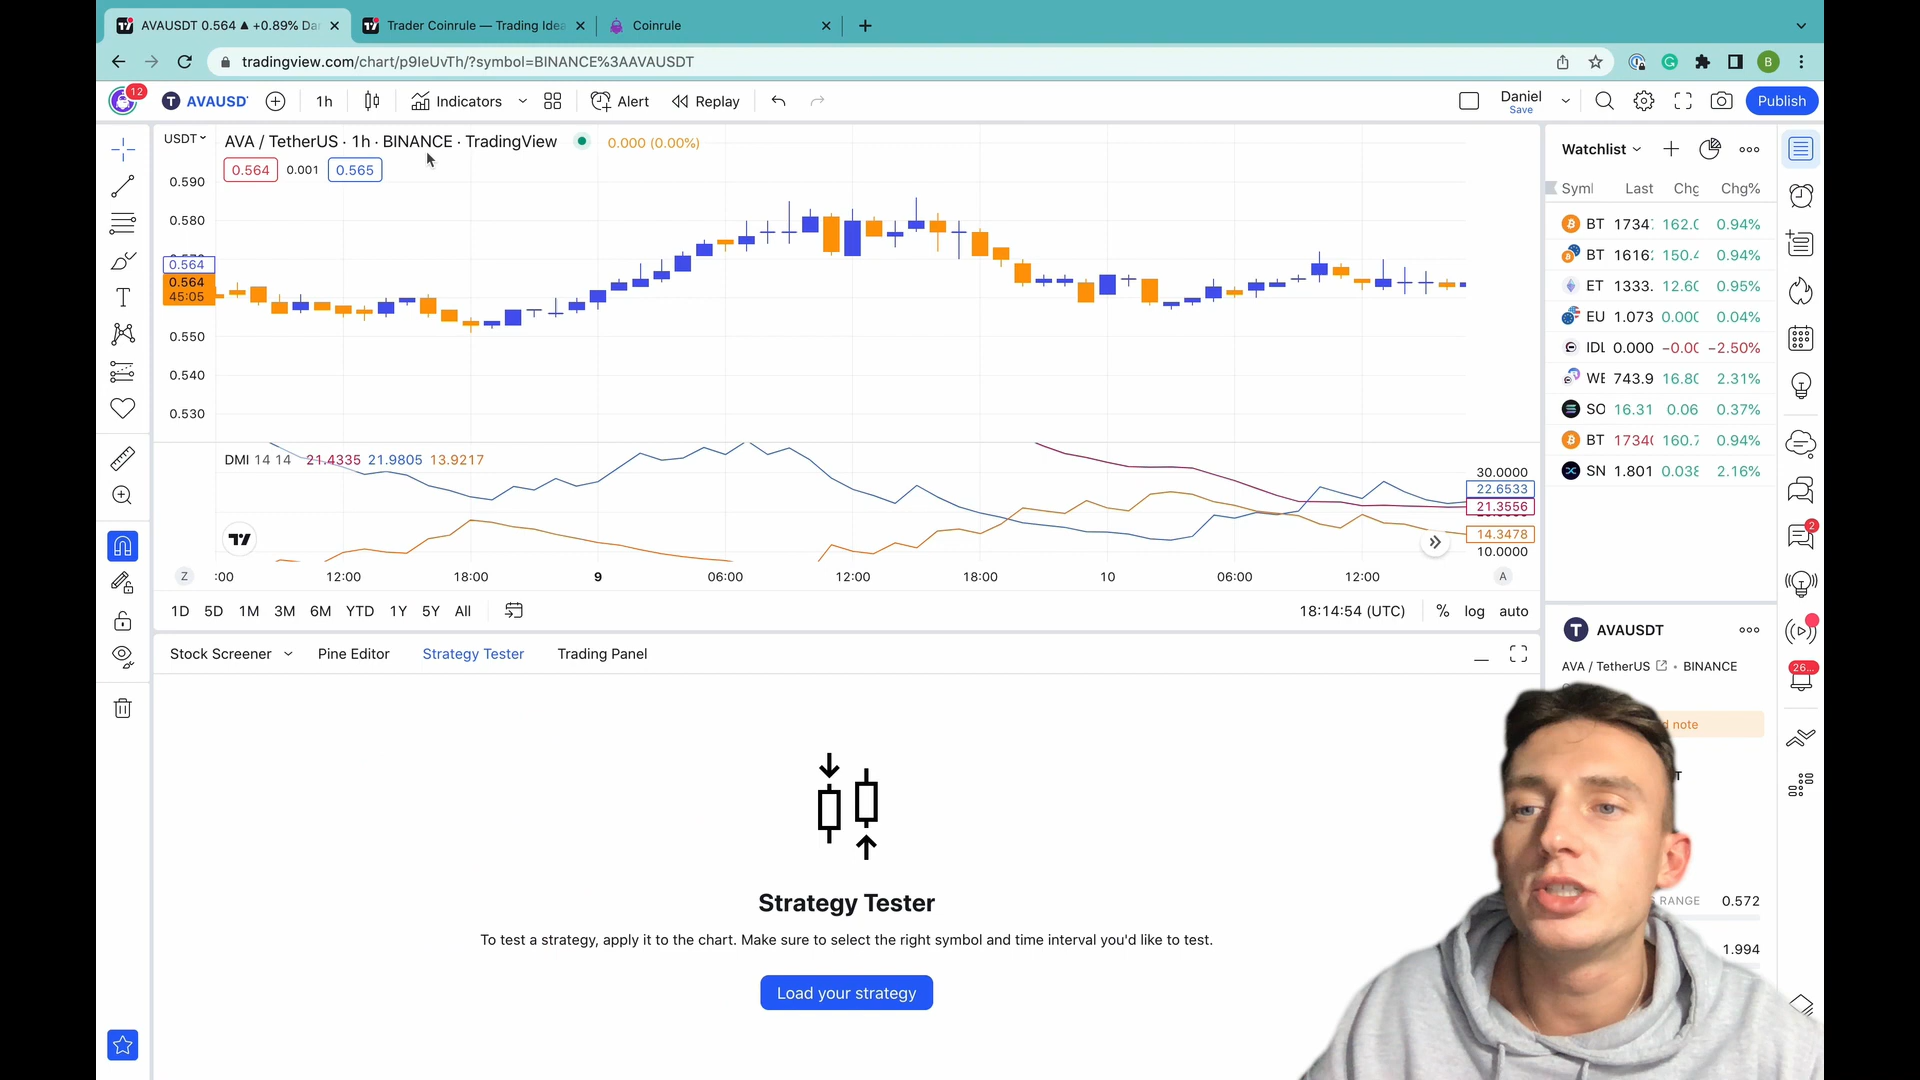 AVAUSDT 0.564 ▲ +0.89% Da
Trader Coinrule — Trading Idea
Coinrule
tradingview.com/chart/p9IeUvTh/?symbol=BINANCE%3AAVAUSDT
B
12
T AVAUSD
1h
Indicators
Alert
Replay
Daniel
Save
Publish
USDT
AVA / TetherUS · 1h · BINANCE · TradingView
0.000 (0.00%)
0.564 0.001 0.565
0.590
0.580
0.564
0.564
45:05
0.550
0.540
0.530
DMI 14 14 21.4335 21.9805 13.9217
30.0000
22.6533
21.3556
14.3478
10.0000
Z :00 12:00 18:00 9 06:00 12:00 18:00 10 06:00 12:00 A
1D 5D 1M 3M 6M YTD 1Y 5Y All
18:14:54 (UTC) % log auto
Stock Screener Pine Editor Strategy Tester Trading Panel
Strategy Tester
To test a strategy, apply it to the chart. Make sure to select the right symbol and time interval you'd like to test.
Load your strategy
Watchlist
Syml Last Chg Chg%
BT 1734 162.0 0.94%
BT 1616 150.4 0.94%
ET 1333. 12.60 0.95%
EU 1.073 0.000 0.04%
IDL 0.000 −0.00 −2.50%
WE 743.9 16.80 2.31%
SO 16.31 0.06 0.37%
BT 1734 160.7 0.94%
SN 1.801 0.038 2.16%
2
26...
T AVAUSDT
AVA / TetherUS • BINANCE
note
RANGE 0.572
1.994